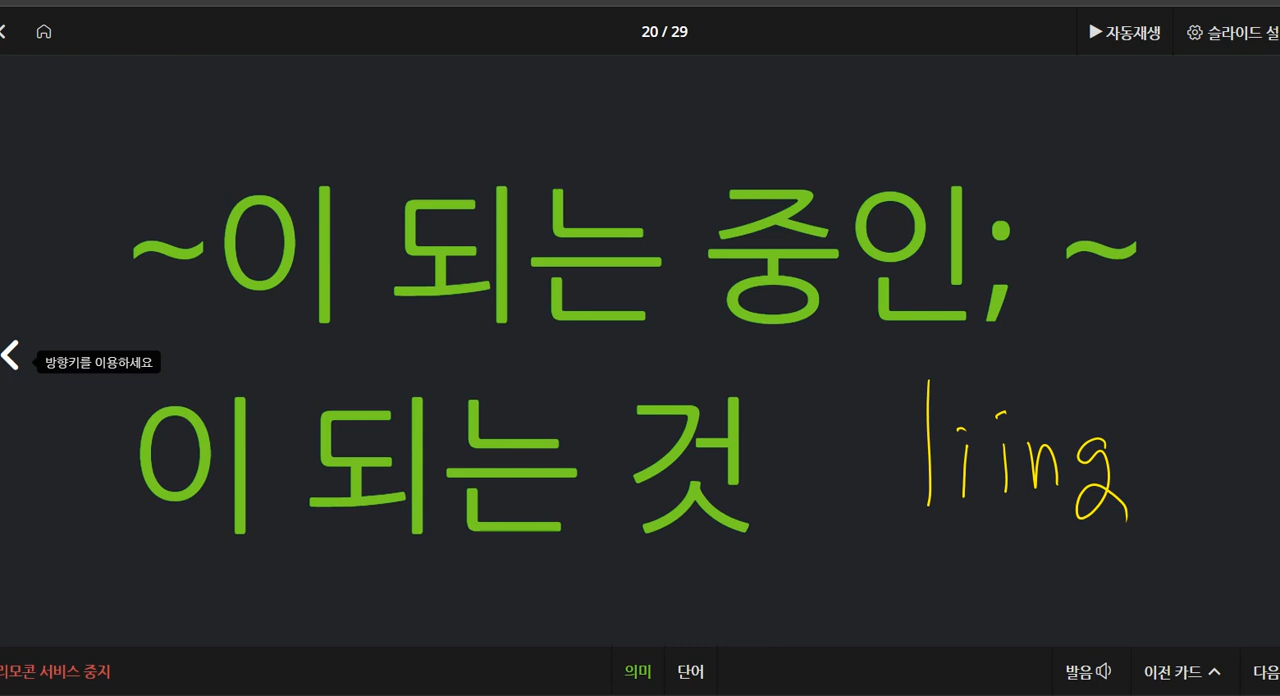 20 / 29
▶ 자동재생
슬라이드 설
~이 되는 중인; ~
방향키를 이용하세요
이 되는 것
liing
리모콘 서비스 중지
의미
단어
발음
이전 카드
다음